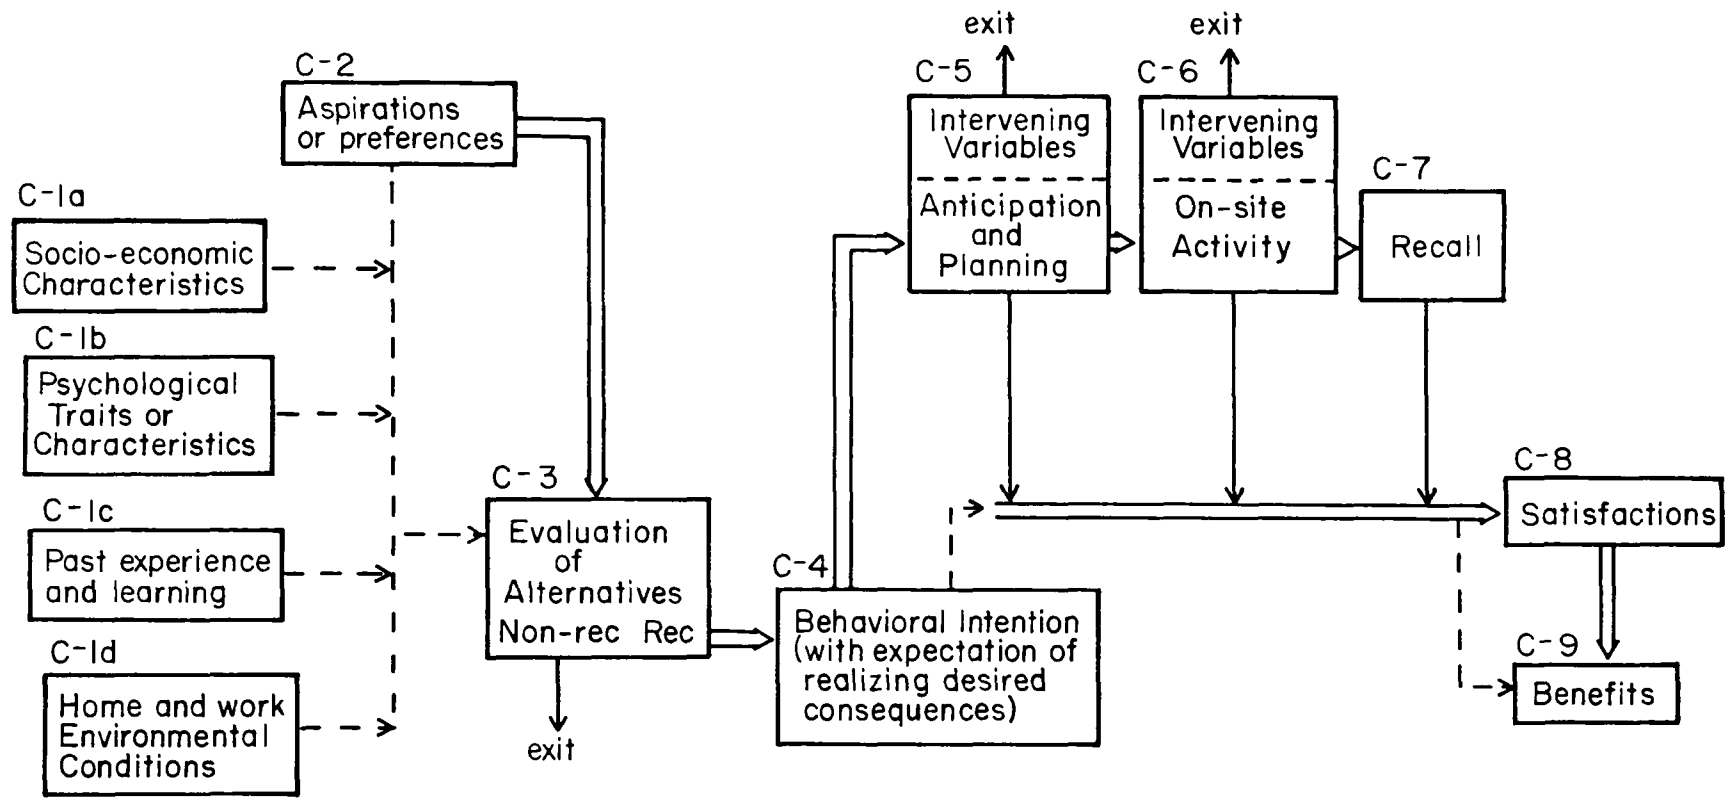 C-2
Aspirations
or preferences
C-1a
Socio-economic
Characteristics
C-1b
Psychological
Traits or
Characteristics
C-1c
Past experience
and learning
C-1d
Home and work
Environmental
Conditions
C-3
Evaluation
of
Alternatives
Non-rec Rec
exit
C-4
Behavioral Intention
(with expectation of
realizing desired
consequences)
exit
C-5
Intervening
Variables
Anticipation
and
Planning
exit
C-6
Intervening
Variables
On-site
Activity
C-7
Recall
C-8
Satisfactions
C-9
Benefits